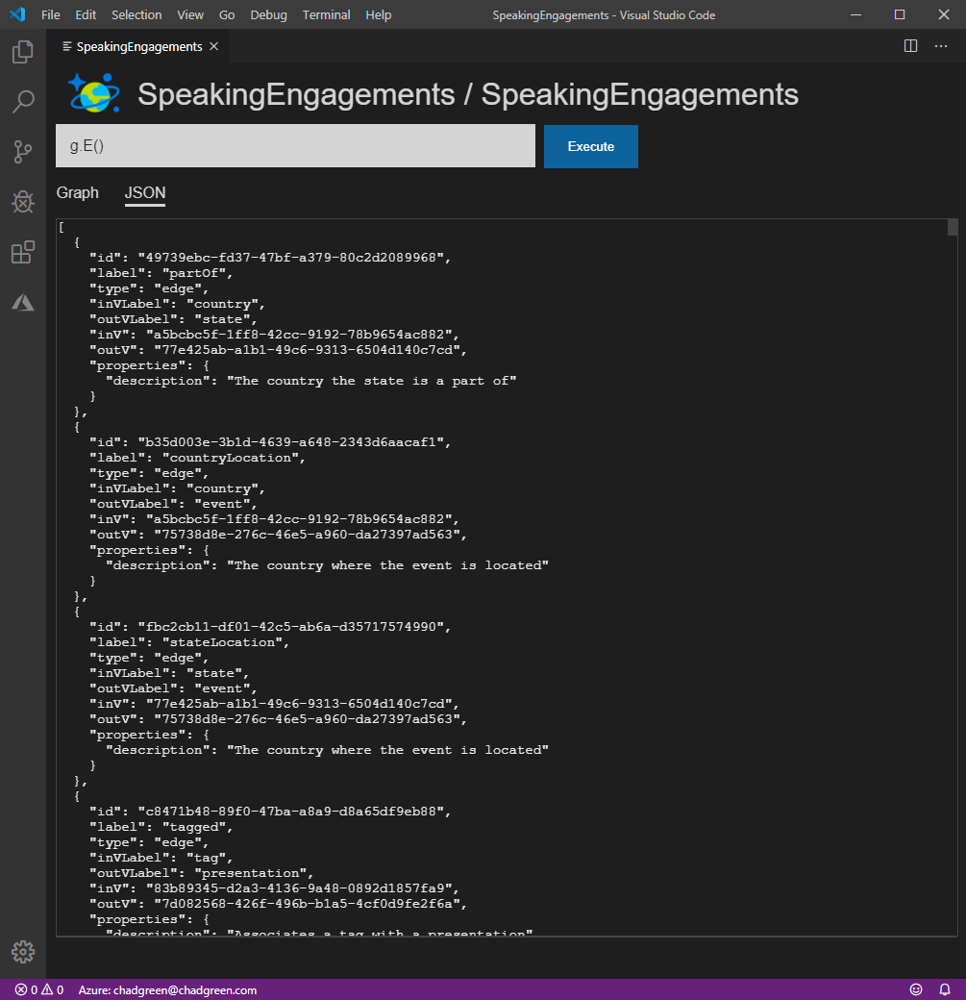 File Edit Selection View Go Debug Terminal Help SpeakingEngagements - Visual Studio Code
SpeakingEngagements
SpeakingEngagements / SpeakingEngagements
g.E()
Execute
Graph JSON
[
  {
    "id": "49739ebc-fd37-47bf-a379-80c2d2089968",
    "label": "partOf",
    "type": "edge",
    "inVLabel": "country",
    "outVLabel": "state",
    "inV": "a5bcbc5f-1ff8-42cc-9192-78b9654ac882",
    "outV": "77e425ab-a1b1-49c6-9313-6504d140c7cd",
    "properties": {
      "description": "The country the state is a part of"
    }
  },
  {
    "id": "b35d003e-3b1d-4639-a648-2343d6aacaf1",
    "label": "countryLocation",
    "type": "edge",
    "inVLabel": "country",
    "outVLabel": "event",
    "inV": "a5bcbc5f-1ff8-42cc-9192-78b9654ac882",
    "outV": "75738d8e-276c-46e5-a960-da27397ad563",
    "properties": {
      "description": "The country where the event is located"
    }
  },
  {
    "id": "fbc2cb11-df01-42c5-ab6a-d35717574990",
    "label": "stateLocation",
    "type": "edge",
    "inVLabel": "state",
    "outVLabel": "event",
    "inV": "77e425ab-a1b1-49c6-9313-6504d140c7cd",
    "outV": "75738d8e-276c-46e5-a960-da27397ad563",
    "properties": {
      "description": "The country where the event is located"
    }
  },
  {
    "id": "c8471b48-89f0-47ba-a8a9-d8a65df9eb88",
    "label": "tagged",
    "type": "edge",
    "inVLabel": "tag",
    "outVLabel": "presentation",
    "inV": "83b89345-d2a3-4136-9a48-0892d1857fa9",
    "outV": "7d082568-426f-496b-b1a5-4cf0d9fe2f6a",
    "properties": {
      "description": "Associates a tag with a presentation"
0 0 Azure: chadgreen@chadgreen.com